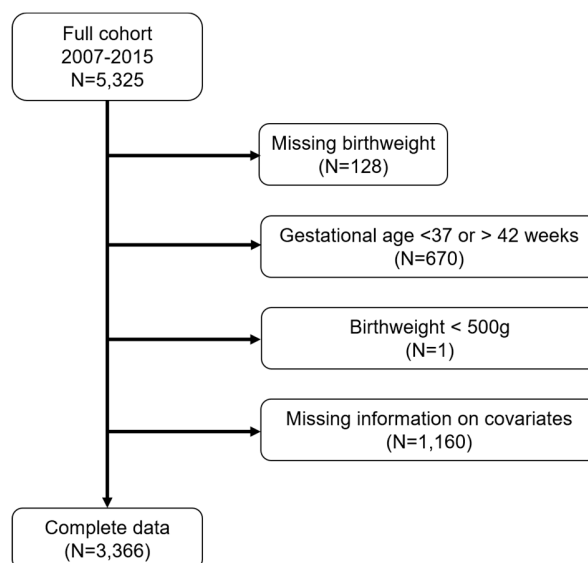 Full cohort
2007-2015
N=5,325
Missing birthweight
(N=128)
Gestational age <37 or > 42 weeks
(N=670)
Birthweight < 500g
(N=1)
Missing information on covariates
(N=1,160)
Complete data
(N=3,366)